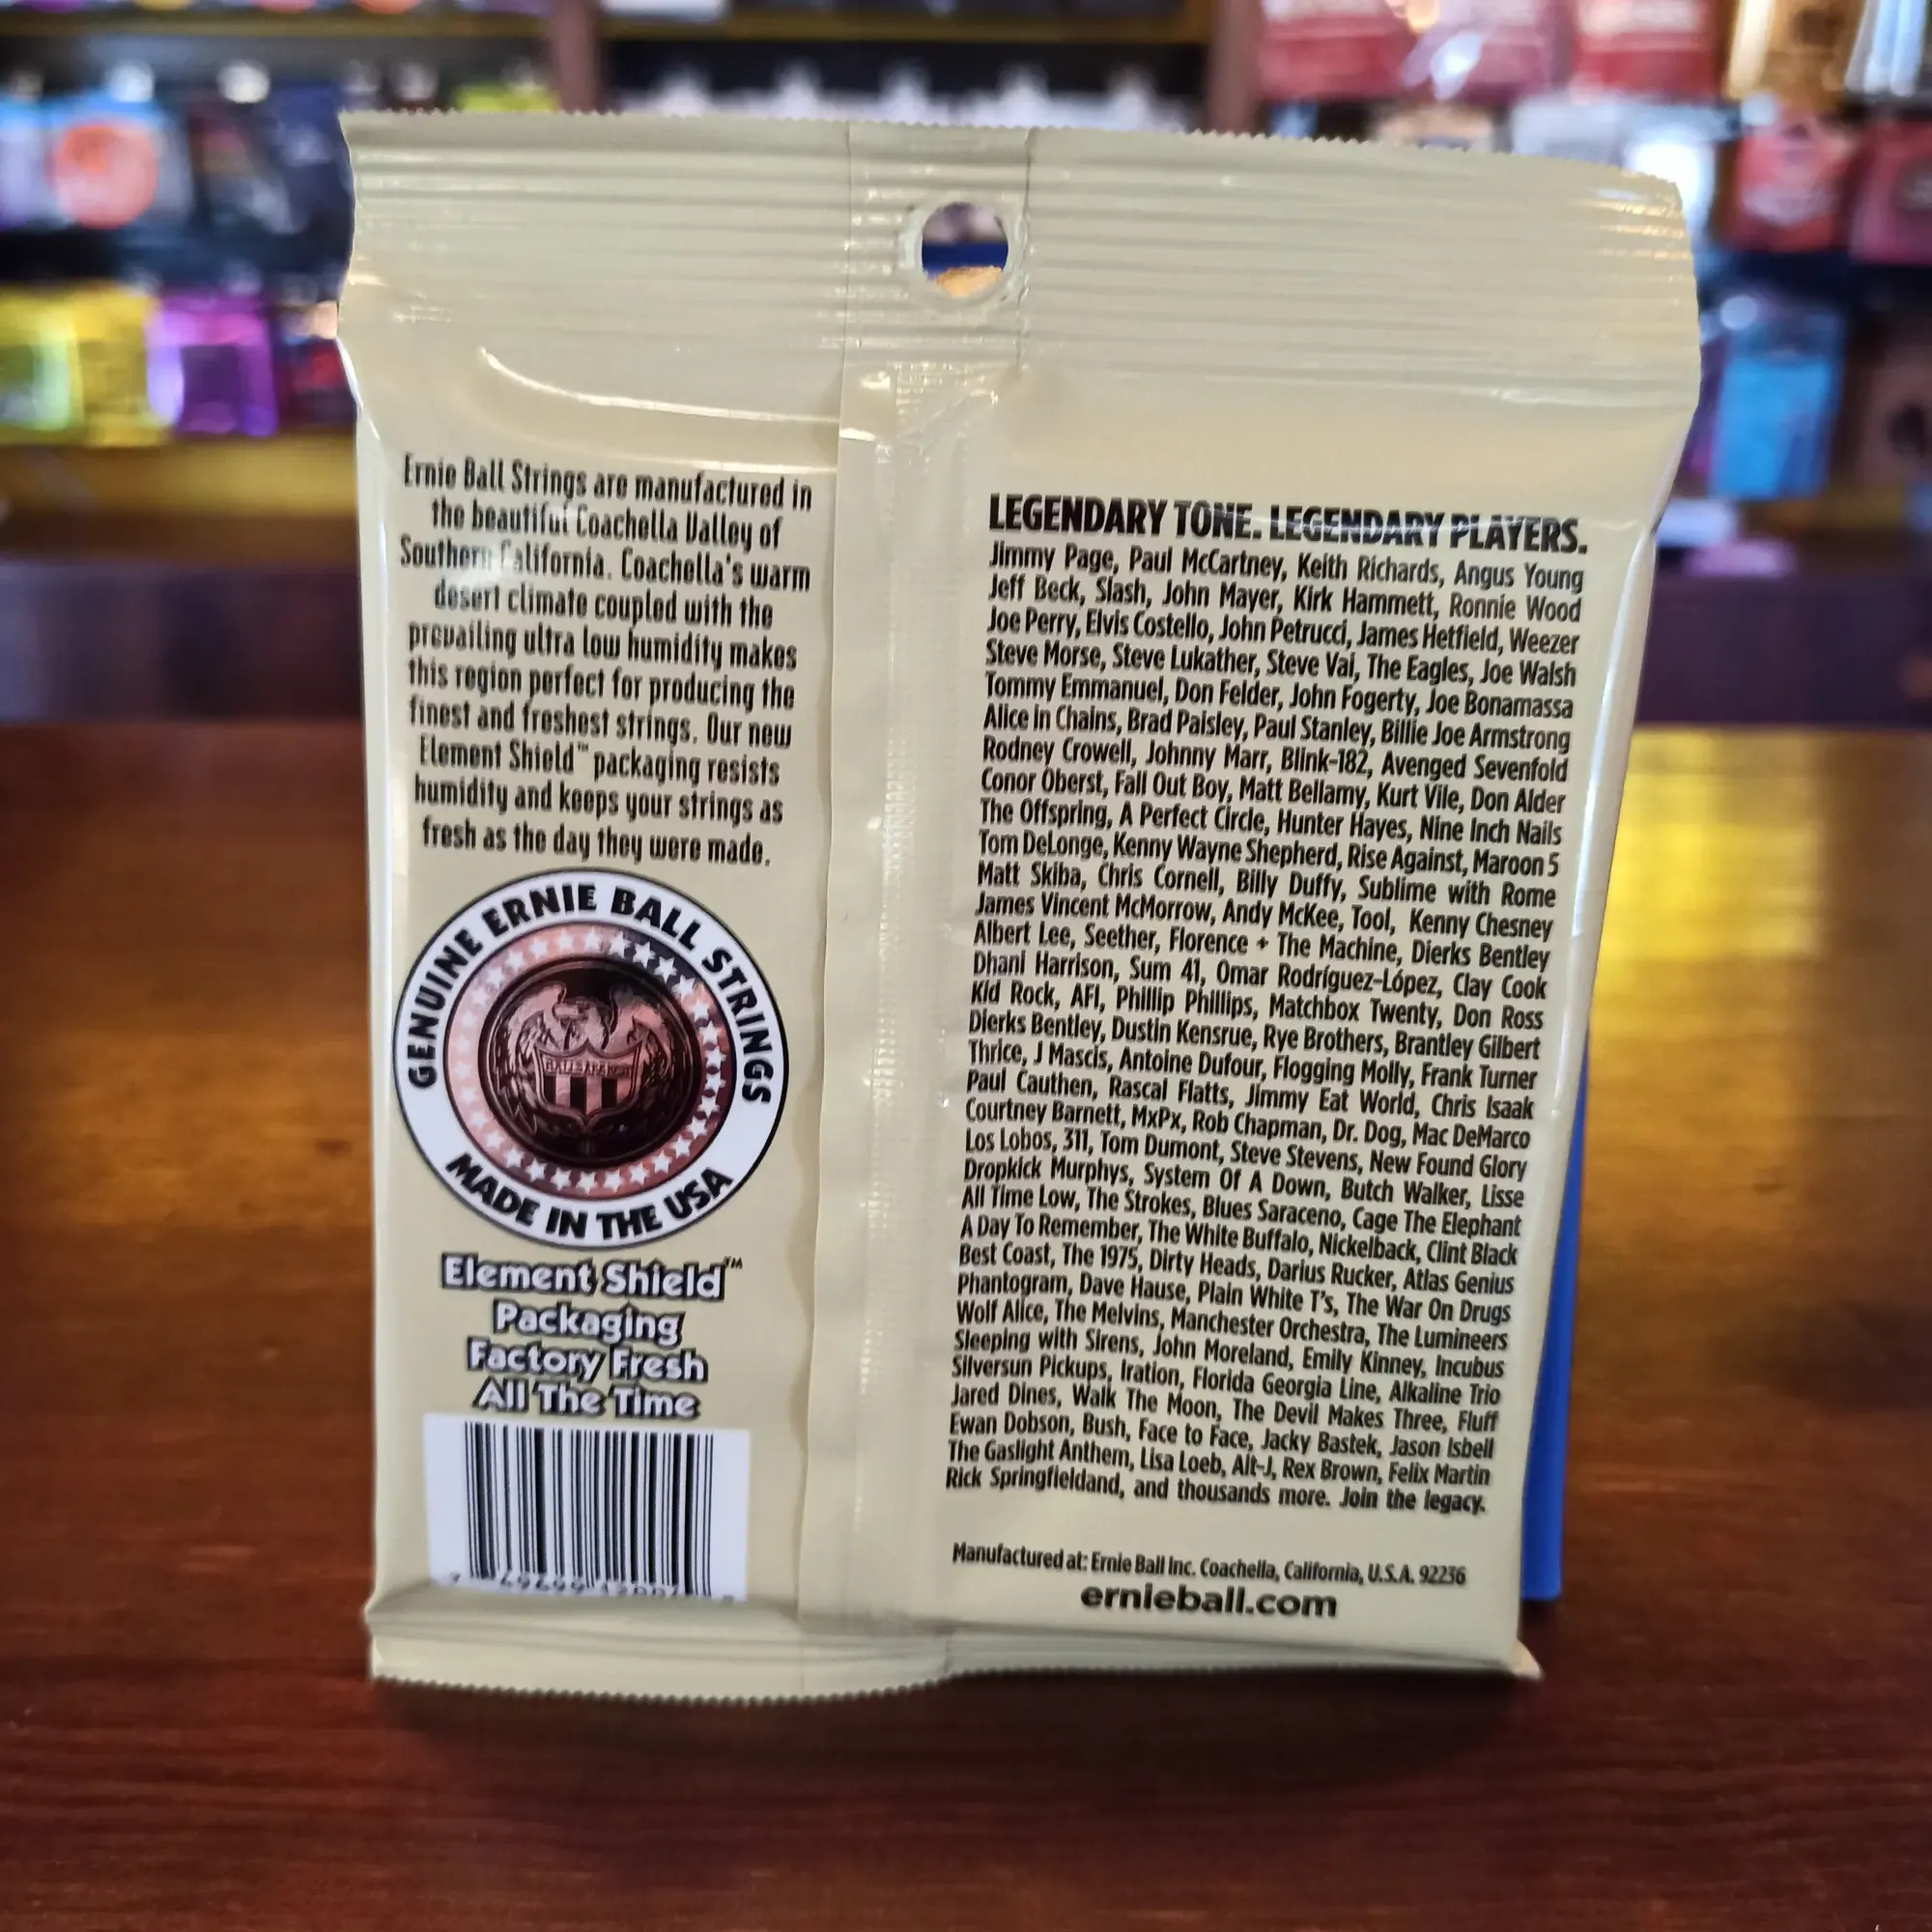 Ernie Ball Strings are manufactured in
the beautiful Coachella Valley of
Southern California. Coachella's warm
desert climate coupled with the
prevailing ultra low humidity makes
this region perfect for producing the
finest and freshest strings. Our new
Element Shield™ packaging resists
humidity and keeps your strings as
fresh as the day they were made.
GENUINE ERNIE BALL STRINGS
MADE IN THE USA
Element Shield™
Packaging
Factory Fresh
All The Time
LEGENDARY TONE. LEGENDARY PLAYERS.
Jimmy Page, Paul McCartney, Keith Richards, Angus Young
Jeff Beck, Slash, John Mayer, Kirk Hammett, Ronnie Wood
Joe Perry, Elvis Costello, John Petrucci, James Hetfield, Weezer
Steve Morse, Steve Lukather, Steve Vai, The Eagles, Joe Walsh
Tommy Emmanuel, Don Felder, John Fogerty, Joe Bonamassa
Alice in Chains, Brad Paisley, Paul Stanley, Billie Joe Armstrong
Rodney Crowell, Johnny Marr, Blink-182, Avenged Sevenfold
Conor Oberst, Fall Out Boy, Matt Bellamy, Kurt Vile, Don Alder
The Offspring, A Perfect Circle, Hunter Hayes, Nine Inch Nails
Tom DeLonge, Kenny Wayne Shepherd, Rise Against, Maroon 5
Matt Skiba, Chris Cornell, Billy Duffy, Sublime with Rome
James Vincent McMorrow, Andy McKee, Tool, Kenny Chesney
Albert Lee, Seether, Florence + The Machine, Dierks Bentley
Dhani Harrison, Sum 41, Omar Rodríguez-López, Clay Cook
Kid Rock, AFI, Phillip Phillips, Matchbox Twenty, Don Ross
Dierks Bentley, Dustin Kensrue, Rye Brothers, Brantley Gilbert
Thrice, J Mascis, Antoine Dufour, Flogging Molly, Frank Turner
Paul Cauthen, Rascal Flatts, Jimmy Eat World, Chris Isaak
Courtney Barnett, MxPx, Rob Chapman, Dr. Dog, Mac DeMarco
Los Lobos, 311, Tom Dumont, Steve Stevens, New Found Glory
Dropkick Murphys, System Of A Down, Butch Walker, Lisse
All Time Low, The Strokes, Blues Saraceno, Cage The Elephant
A Day To Remember, The White Buffalo, Nickelback, Clint Black
Best Coast, The 1975, Dirty Heads, Darius Rucker, Atlas Genius
Phantogram, Dave Hause, Plain White T's, The War On Drugs
Wolf Alice, The Melvins, Manchester Orchestra, The Lumineers
Sleeping with Sirens, John Moreland, Emily Kinney, Incubus
Silversun Pickups, Iration, Florida Georgia Line, Alkaline Trio
Jared Dines, Walk The Moon, The Devil Makes Three, Fluff
Ewan Dobson, Bush, Face to Face, Jacky Bastek, Jason Isbell
The Gaslight Anthem, Lisa Loeb, Alt-J, Rex Brown, Felix Martin
Rick Springfieldand, and thousands more. Join the legacy.
Manufactured at: Ernie Ball Inc. Coachella, California, U.S.A. 92236
ernieball.com